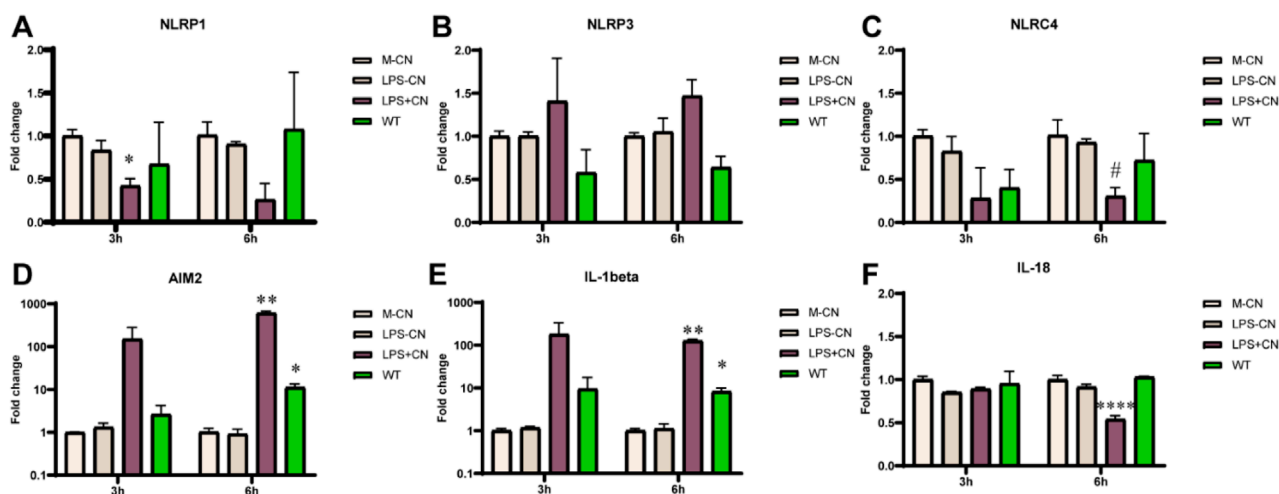 A
NLRP1
2.0
1.5
1.0
0.5
0.0
Fold change
*
3h
6h
M-CN
LPS-CN
LPS+CN
WT
B
NLRP3
2.0
1.5
1.0
0.5
0.0
Fold change
3h
6h
M-CN
LPS-CN
LPS+CN
WT
C
NLRC4
2.0
1.5
1.0
0.5
0.0
Fold change
#
3h
6h
M-CN
LPS-CN
LPS+CN
WT
D
AIM2
1000
100
10
1
0.1
Fold change
**
*
3h
6h
M-CN
LPS-CN
LPS+CN
WT
E
IL-1beta
1000
100
10
1
0.1
Fold change
**
*
3h
6h
M-CN
LPS-CN
LPS+CN
WT
F
IL-18
2.0
1.5
1.0
0.5
0.0
Fold change
****
3h
6h
M-CN
LPS-CN
LPS+CN
WT